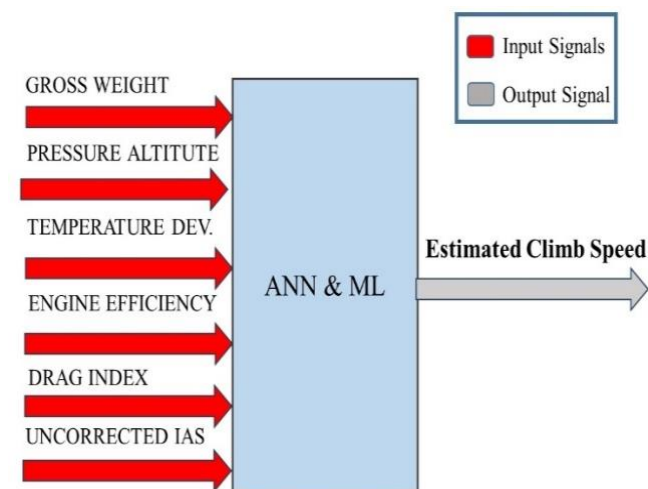 Input Signals
Output Signal
GROSS WEIGHT
PRESSURE ALTITUTE
TEMPERATURE DEV.
ENGINE EFFICIENCY
DRAG INDEX
UNCORRECTED IAS
ANN & ML
Estimated Climb Speed